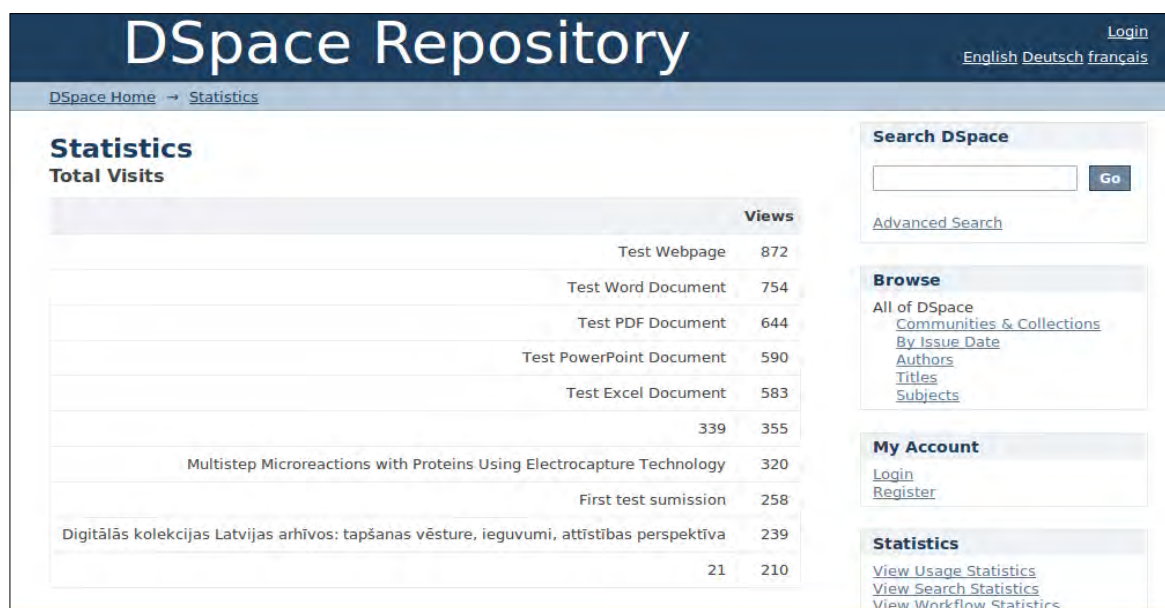 DSpace Repository
Login
English Deutsch français
DSpace Home → Statistics
Statistics
Total Visits
Views
Test Webpage 872
Test Word Document 754
Test PDF Document 644
Test PowerPoint Document 590
Test Excel Document 583
339 355
Multistep Microreactions with Proteins Using Electrocapture Technology 320
First test sumission 258
Digitālās kolekcijas Latvijas arhīvos: tapšanas vēsture, ieguvumi, attīstības perspektīva 239
21 210
Search DSpace
Go
Advanced Search
Browse
All of DSpace
Communities & Collections
By Issue Date
Authors
Titles
Subjects
My Account
Login
Register
Statistics
View Usage Statistics
View Search Statistics
View Workflow Statistics